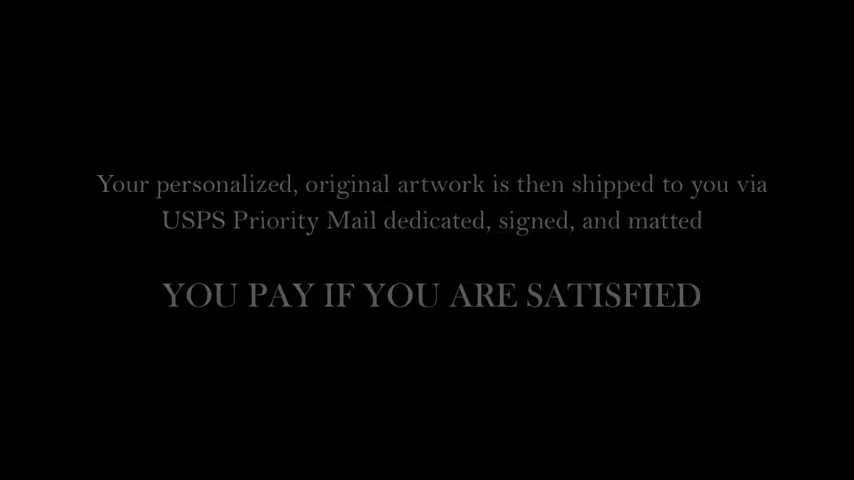 Your personalized, original artwork is then shipped to you via
USPS Priority Mail dedicated, signed, and matted
YOU PAY IF YOU ARE SATISFIED